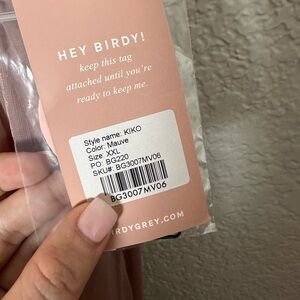 HEY BIRDY!
keep this tag
attached until you're
ready to keep me.
Style name: KIKO
Color: Mauve
Size: XXL
PO: BG220
SKU#: BG3007MV06
BG3007MV06
RDYGREY.COM